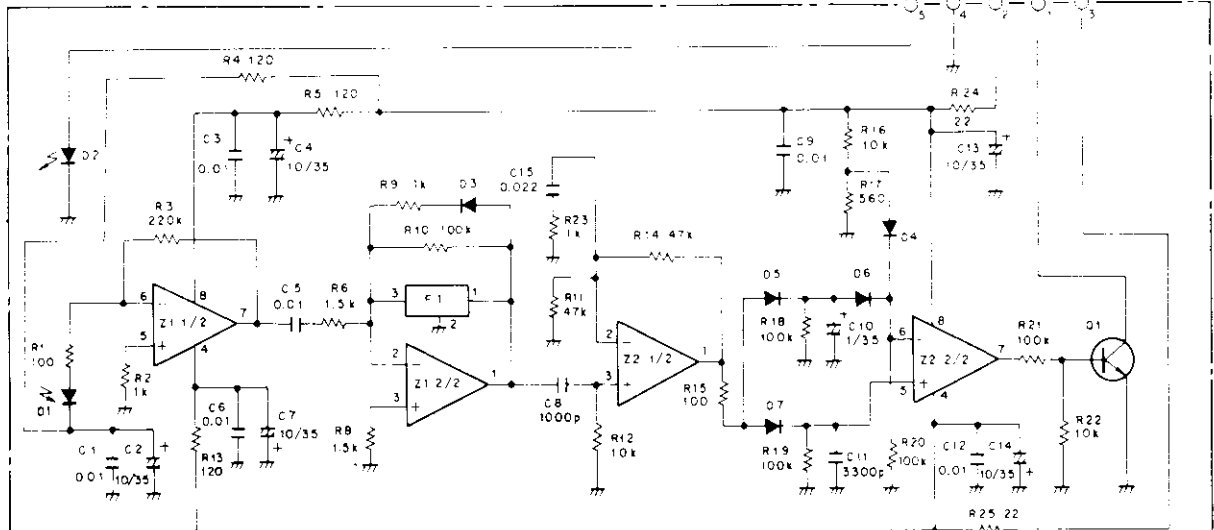 5 4 2 1 3
R4 120
R5 120
R24
22
C3
0.01
C4
10/35
C9
0.01
R16
10k
C13
10/35
D2
R17
560
R9 1k
D3
C15
0.022
R3
220k
R10 100k
R23
1k
R14 47k
D4
6
8
7
Z1 1/2
5
4
C5
0.01
R6
1.5k
3
F1
1
2
R11
47k
D5
D6
R1
100
R2
1k
D1
2
Z1 2/2
1
3
2
Z2 1/2
1
3
R18
100k
C10
1/35
6
8
7
Z2 2/2
5
4
R21
100k
Q1
C8
1000p
R15
100
D7
C6
0.01
C7
10/35
R8
1.5k
R12
10k
R22
10k
C1
0.01
C2
10/35
R13
120
R19
100k
C11
3300p
R20
100k
C12
0.01
C14
10/35
R25 22